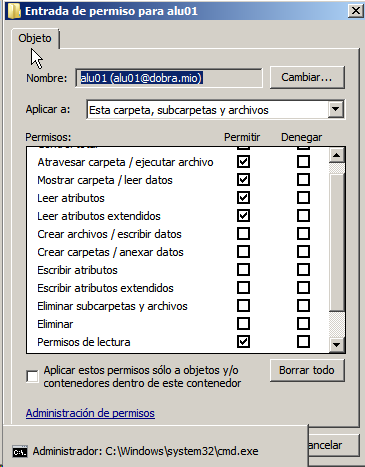 Entrada de permiso para alu01
Objeto
Nombre: alu01 (alu01@dobra.mio) Cambiar...
Aplicar a: Esta carpeta, subcarpetas y archivos
Permisos: Permitir Denegar
Atravesar carpeta / ejecutar archivo
Mostrar carpeta / leer datos
Leer atributos
Leer atributos extendidos
Crear archivos / escribir datos
Crear carpetas / anexar datos
Escribir atributos
Escribir atributos extendidos
Eliminar subcarpetas y archivos
Eliminar
Permisos de lectura
Aplicar estos permisos sólo a objetos y/o
contenedores dentro de este contenedor
Borrar todo
Administración de permisos
Administrador: C:\Windows\system32\cmd.exe
ancelar